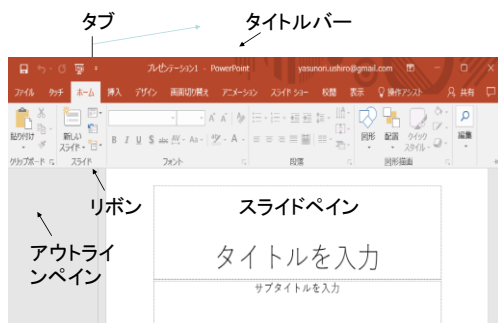 タブ
タイトルバー
プレゼンテーション1 - PowerPoint
yasunori.ushiro@gmail.com
ファイル タッチ ホーム 挿入 デザイン 画面切り替え アニメーション スライド ショー 校閲 表示 操作アシスト 共有
貼り付け
新しい
スライド
B I U S abc AV Aa A
図形 配置 クイック
スタイル
編集
クリップボード スライド フォント 段落 図形描画
リボン
スライドペイン
アウトライ
ンペイン
タイトルを入力
サブタイトルを入力